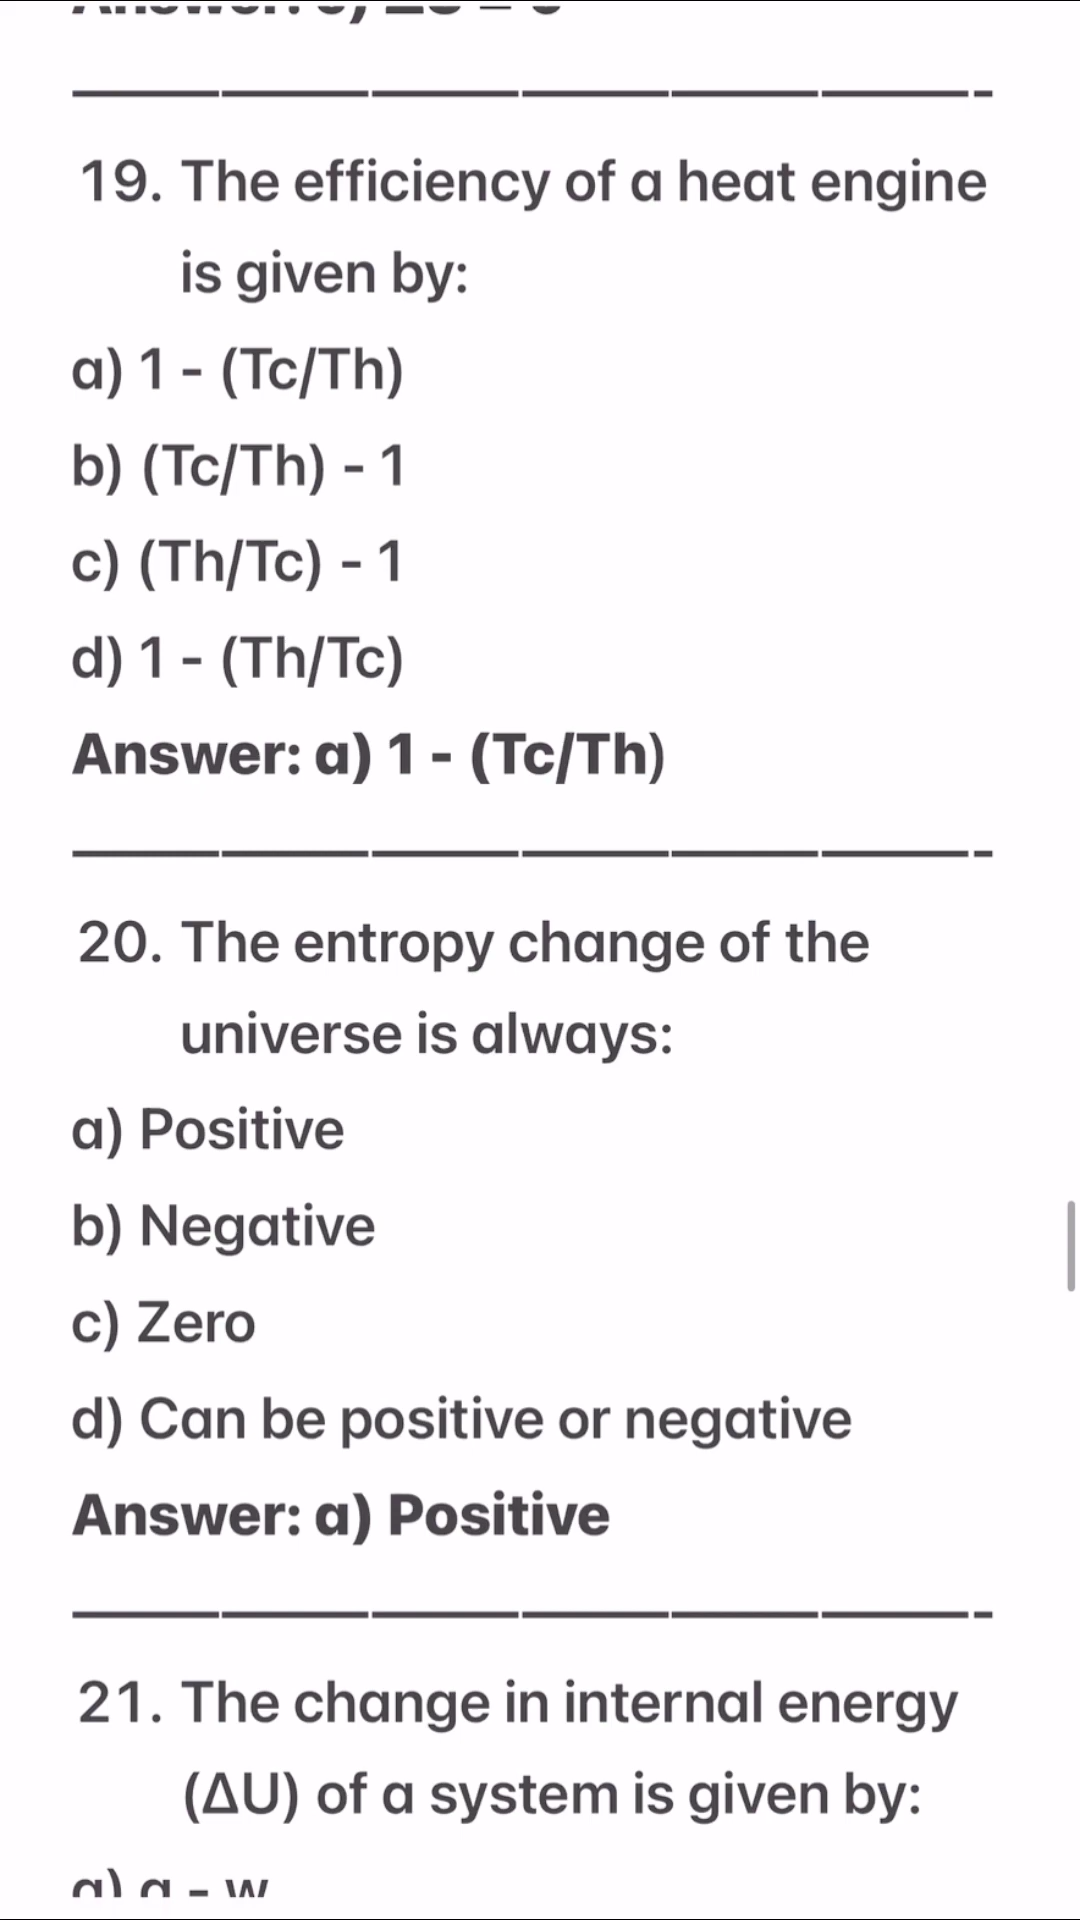 19. The efficiency of a heat engine
is given by:
a) 1 - (Tc/Th)
b) (Tc/Th) - 1
c) (Th/Tc) - 1
d) 1 - (Th/Tc)
Answer: a) 1 - (Tc/Th)
20. The entropy change of the
universe is always:
a) Positive
b) Negative
c) Zero
d) Can be positive or negative
Answer: a) Positive
21. The change in internal energy
(ΔU) of a system is given by:
a) q - w